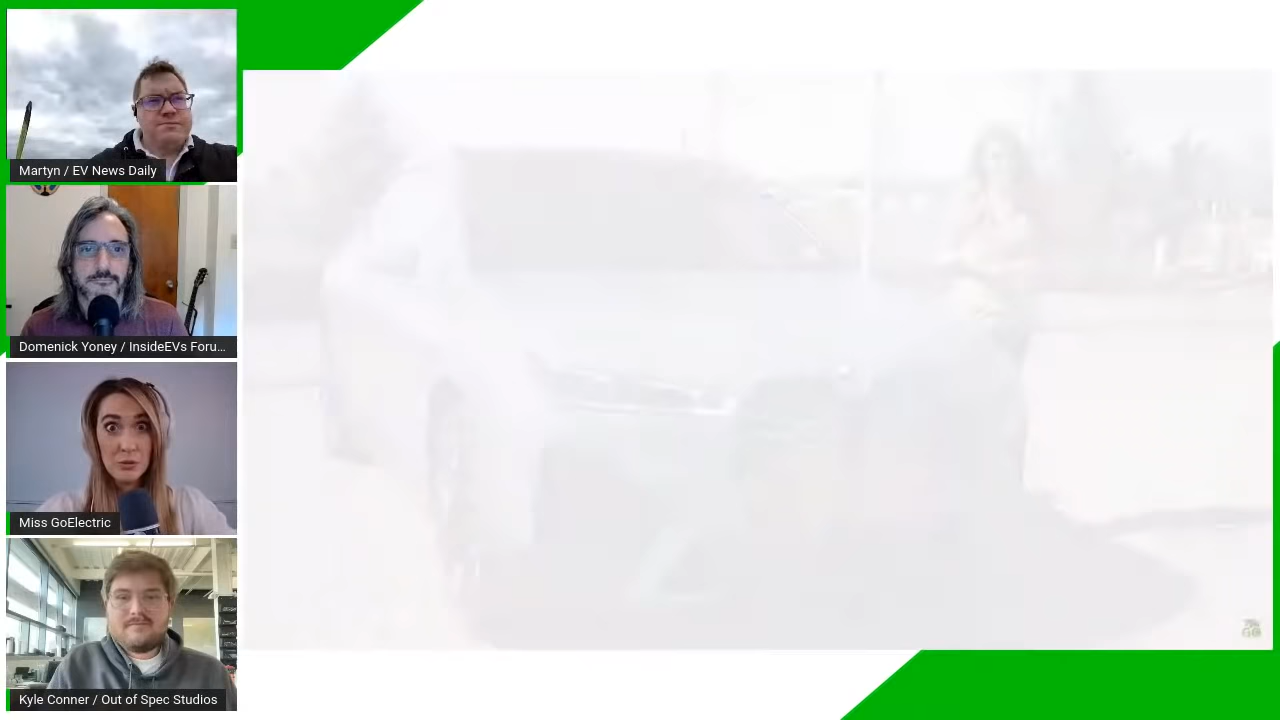 Martyn / EV News Daily
Domenick Yoney / InsideEVs Foru...
Miss GoElectric
Kyle Conner / Out of Spec Studios